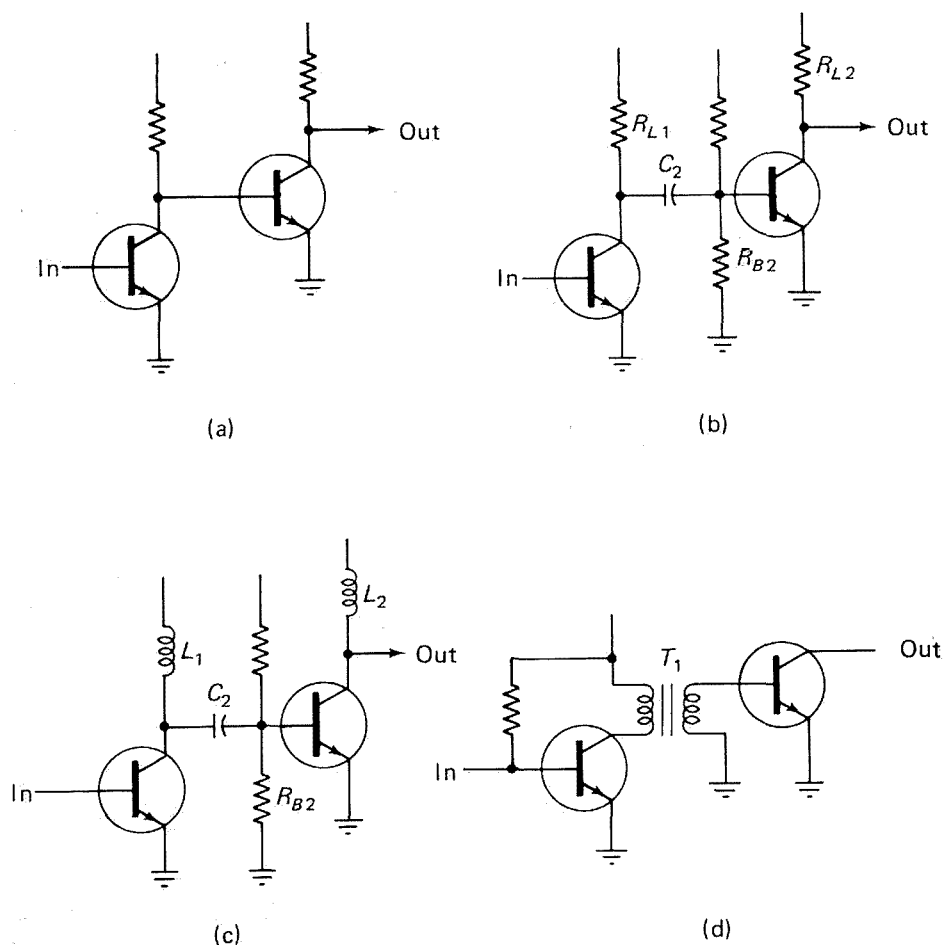 Out
In
(a)
R_L1
C_2
R_L2
Out
R_B2
In
(b)
L_1
L_2
C_2
Out
R_B2
In
(c)
T_1
Out
In
(d)